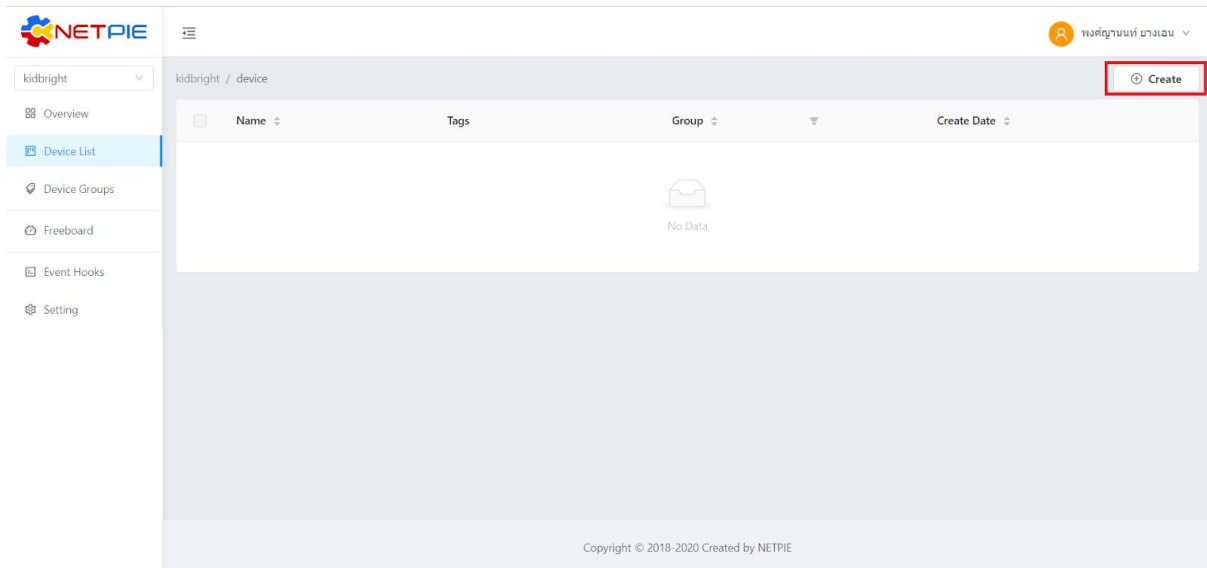 NETPIE
พงศ์ญานนท์ ยางเอน
kidbright
kidbright / device
Create
Overview
Device List
Device Groups
Freeboard
Event Hooks
Setting
Name
Tags
Group
Create Date
No Data
Copyright © 2018-2020 Created by NETPIE